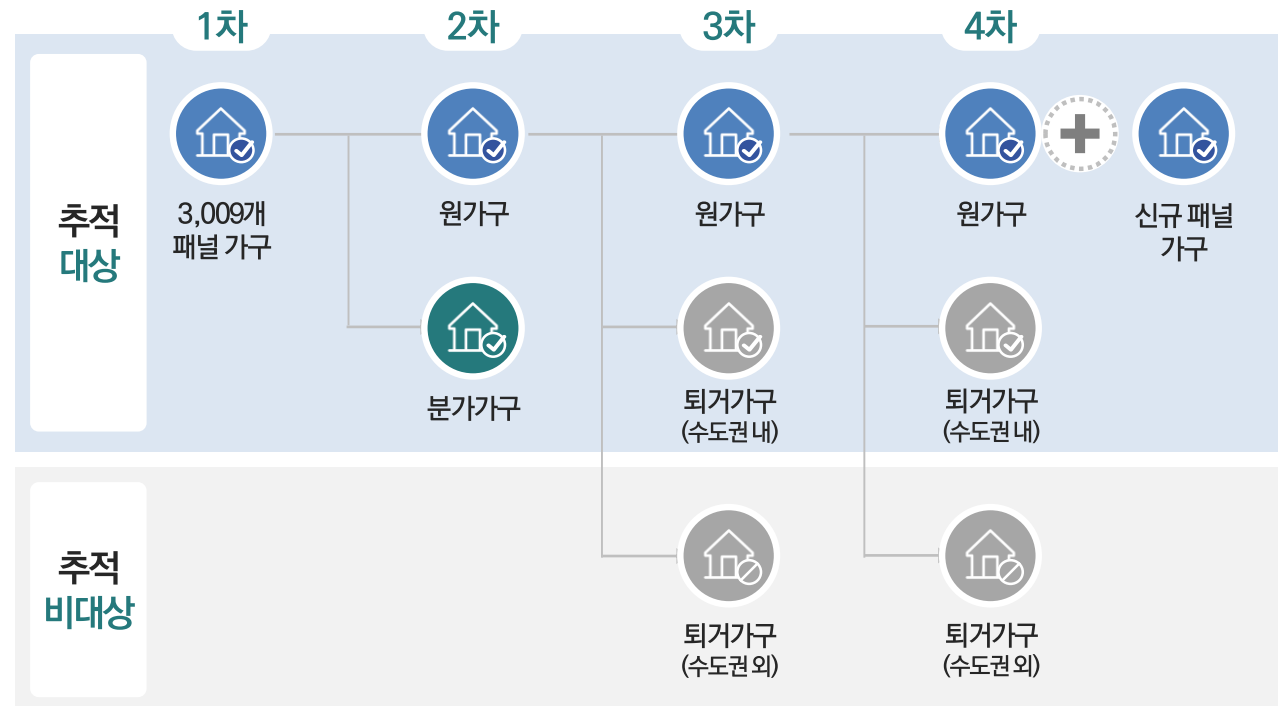 1차
2차
3차
4차
추적
대상
3,009개
패널 가구
원가구
원가구
원가구
신규 패널
가구
분가가구
퇴거가구
(수도권 내)
퇴거가구
(수도권 내)
추적
비대상
퇴거가구
(수도권 외)
퇴거가구
(수도권 외)